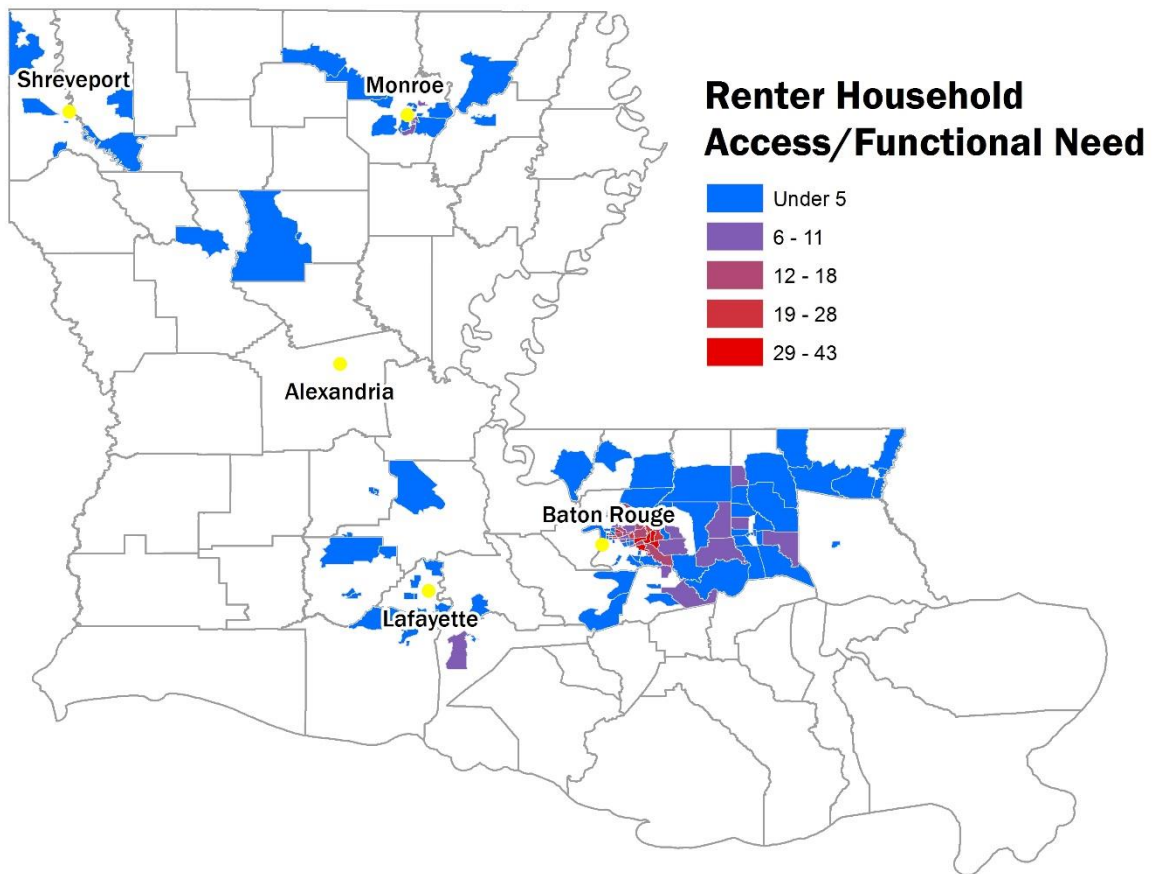 Shreveport
Monroe
Renter Household
Access/Functional Need
Under 5
6 - 11
12 - 18
19 - 28
29 - 43
Alexandria
Baton Rouge
Lafayette